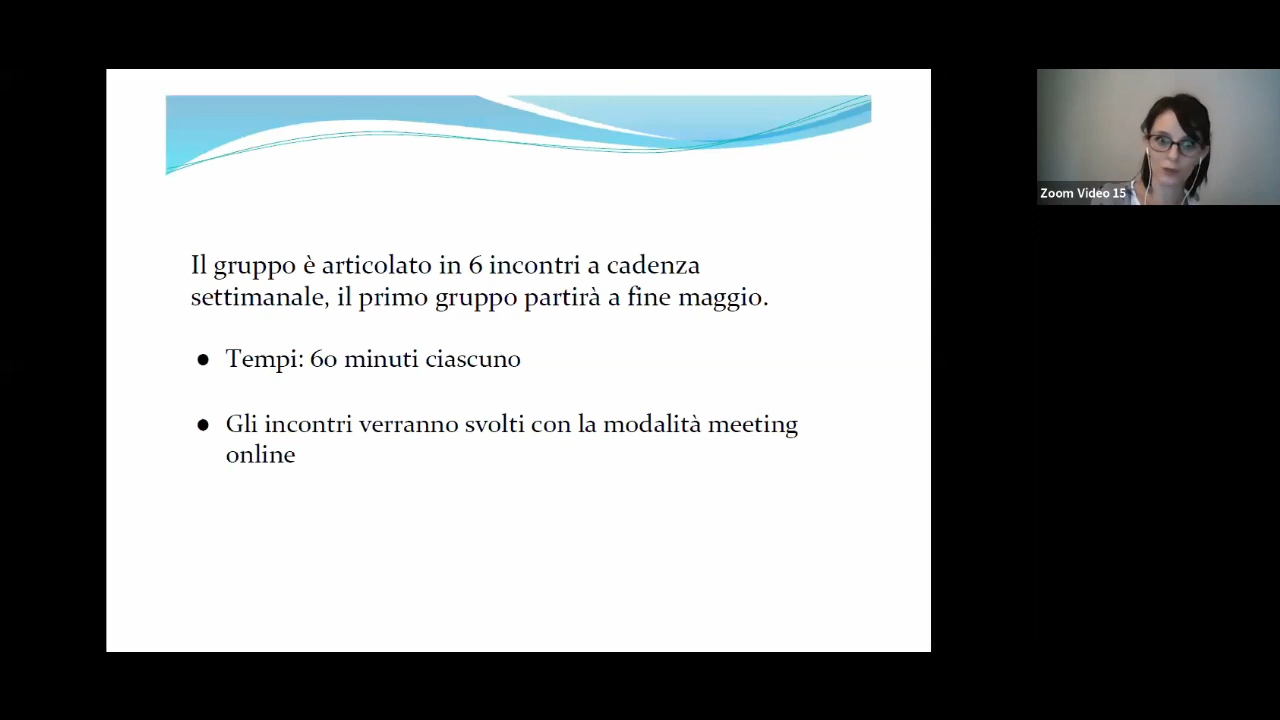 Il gruppo è articolato in 6 incontri a cadenza
settimanale, il primo gruppo partirà a fine maggio.
● Tempi: 60 minuti ciascuno
● Gli incontri verranno svolti con la modalità meeting
online
Zoom Video 15